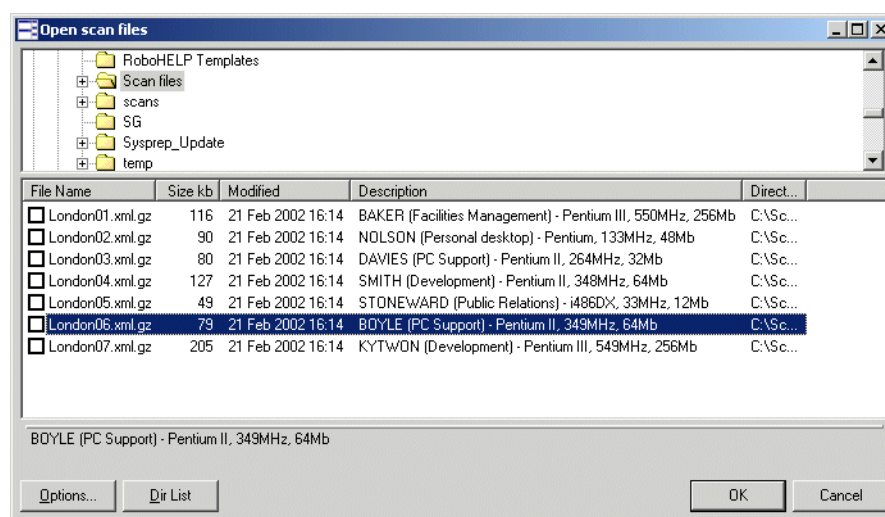 Open scan files
RoboHELP Templates
Scan files
scans
SG
Sysprep_Update
temp
File Name Size kb Modified Description Direct...
London01.xml.gz 116 21 Feb 2002 16:14 BAKER (Facilities Management) - Pentium III, 550MHz, 256Mb C:\Sc...
London02.xml.gz 90 21 Feb 2002 16:14 NOLSON (Personal desktop) - Pentium, 133MHz, 48Mb C:\Sc...
London03.xml.gz 80 21 Feb 2002 16:14 DAVIES (PC Support) - Pentium II, 264MHz, 32Mb C:\Sc...
London04.xml.gz 127 21 Feb 2002 16:14 SMITH (Development) - Pentium II, 348MHz, 64Mb C:\Sc...
London05.xml.gz 49 21 Feb 2002 16:14 STONEWARD (Public Relations) - i486DX, 33MHz, 12Mb C:\Sc...
London06.xml.gz 79 21 Feb 2002 16:14 BOYLE (PC Support) - Pentium II, 349MHz, 64Mb C:\Sc...
London07.xml.gz 205 21 Feb 2002 16:14 KYTWON (Development) - Pentium III, 549MHz, 256Mb C:\Sc...
BOYLE (PC Support) - Pentium II, 349MHz, 64Mb
Options... Dir List OK Cancel